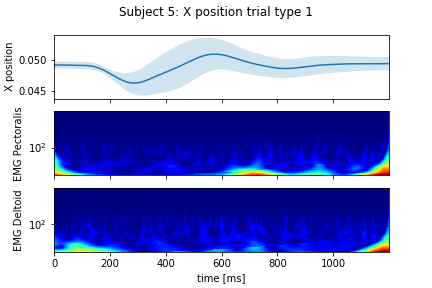 Subject 5: X position trial type 1
X position
0.050
0.045
EMG Pectoralis
10²
EMG Deltoid
10²
0 200 400 600 800 1000
time [ms]